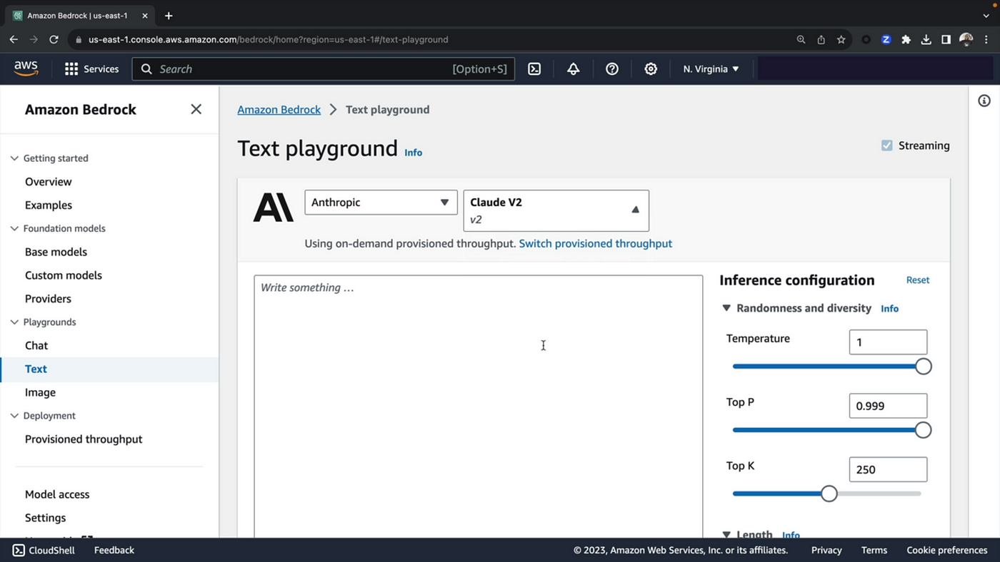 Amazon Bedrock | us-east-1
us-east-1.console.aws.amazon.com/bedrock/home?region=us-east-1#/text-playground
aws Services Search [Option+S] N. Virginia
Amazon Bedrock
Getting started
Overview
Examples
Foundation models
Base models
Custom models
Providers
Playgrounds
Chat
Text
Image
Deployment
Provisioned throughput
Model access
Settings
Amazon Bedrock > Text playground
Text playground Info
Streaming
Anthropic
Claude V2
v2
Using on-demand provisioned throughput. Switch provisioned throughput
Write something …
Inference configuration Reset
Randomness and diversity Info
Temperature 1
Top P 0.999
Top K 250
Length Info
CloudShell Feedback © 2023, Amazon Web Services, Inc. or its affiliates. Privacy Terms Cookie preferences